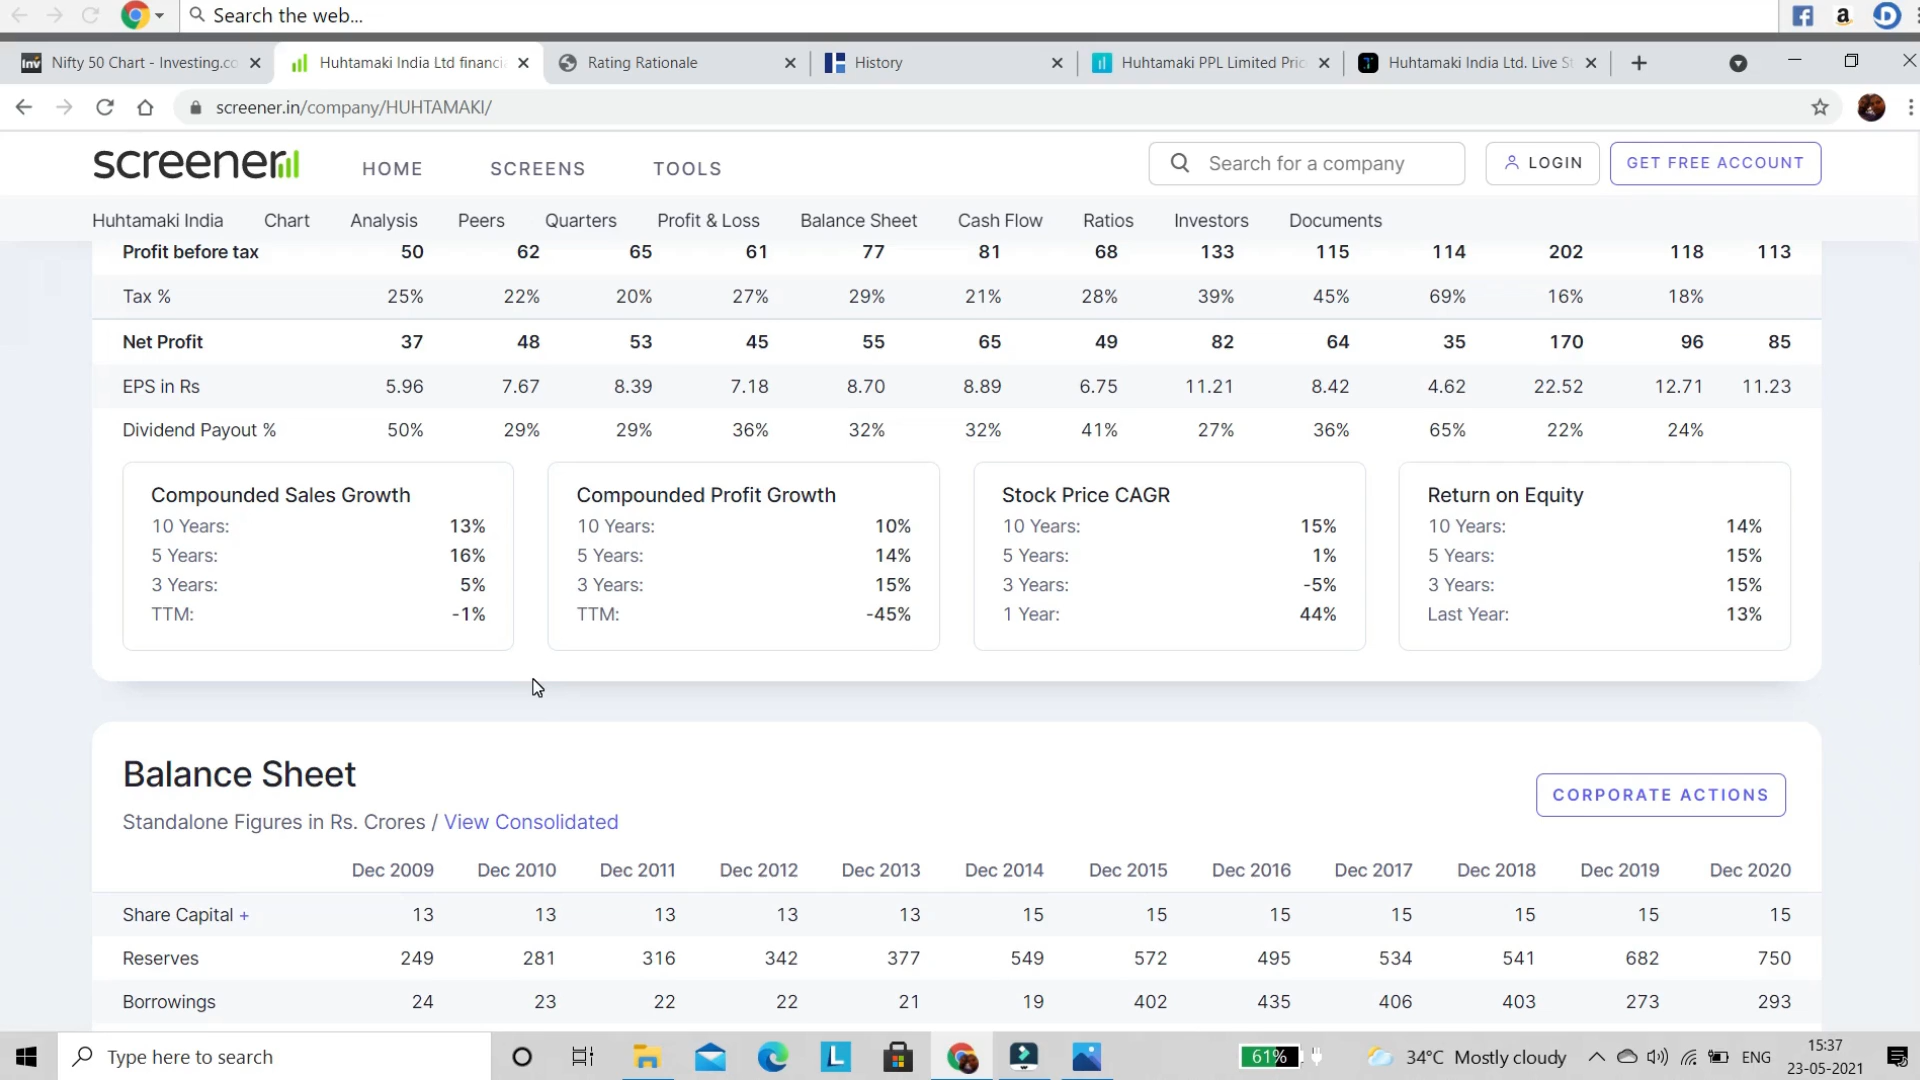 Search the web...
Nifty 50 Chart - Investing.co
Huhtamaki India Ltd financi
Rating Rationale
History
Huhtamaki PPL Limited Pric
Huhtamaki India Ltd. Live St
screener.in/company/HUHTAMAKI/
screener
HOME
SCREENS
TOOLS
Search for a company
LOGIN
GET FREE ACCOUNT
Huhtamaki India Chart Analysis Peers Quarters Profit & Loss Balance Sheet Cash Flow Ratios Investors Documents
Profit before tax 50 62 65 61 77 81 68 133 115 114 202 118 113
Tax % 25% 22% 20% 27% 29% 21% 28% 39% 45% 69% 16% 18%
Net Profit 37 48 53 45 55 65 49 82 64 35 170 96 85
EPS in Rs 5.96 7.67 8.39 7.18 8.70 8.89 6.75 11.21 8.42 4.62 22.52 12.71 11.23
Dividend Payout % 50% 29% 29% 36% 32% 32% 41% 27% 36% 65% 22% 24%
Compounded Sales Growth
10 Years: 13%
5 Years: 16%
3 Years: 5%
TTM: -1%
Compounded Profit Growth
10 Years: 10%
5 Years: 14%
3 Years: 15%
TTM: -45%
Stock Price CAGR
10 Years: 15%
5 Years: 1%
3 Years: -5%
1 Year: 44%
Return on Equity
10 Years: 14%
5 Years: 15%
3 Years: 15%
Last Year: 13%
Balance Sheet
CORPORATE ACTIONS
Standalone Figures in Rs. Crores / View Consolidated
Dec 2009 Dec 2010 Dec 2011 Dec 2012 Dec 2013 Dec 2014 Dec 2015 Dec 2016 Dec 2017 Dec 2018 Dec 2019 Dec 2020
Share Capital + 13 13 13 13 13 15 15 15 15 15 15 15
Reserves 249 281 316 342 377 549 572 495 534 541 682 750
Borrowings 24 23 22 22 21 19 402 435 406 403 273 293
Type here to search
61%
34°C Mostly cloudy
ENG
15:37
23-05-2021